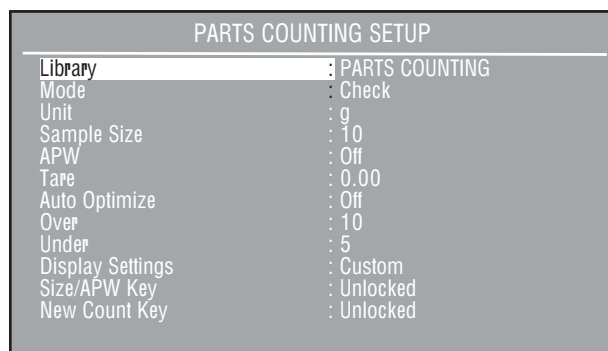 PARTS COUNTING SETUP
Library : PARTS COUNTING
Mode : Check
Unit : g
Sample Size : 10
APW : Off
Tare : 0.00
Auto Optimize : Off
Over : 10
Under : 5
Display Settings : Custom
Size/APW Key : Unlocked
New Count Key : Unlocked